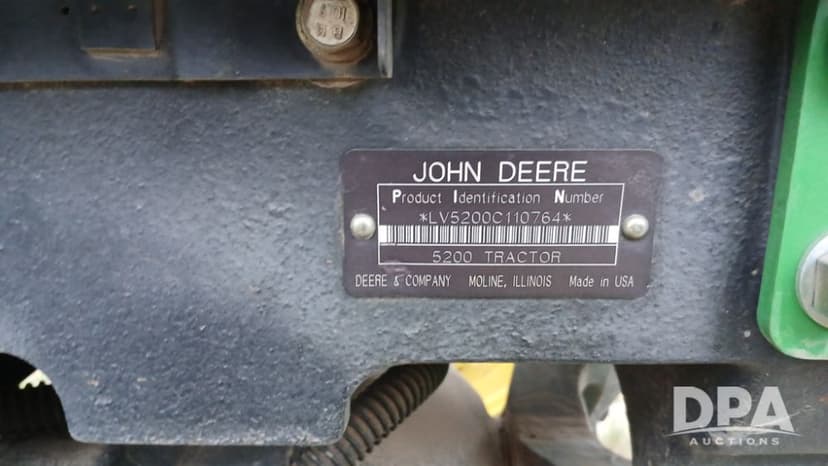 JOHN DEERE
Product Identification Number
*LV5200C110764*
5200 TRACTOR
DEERE & COMPANY MOLINE, ILLINOIS Made in USA
DPA
AUCTIONS